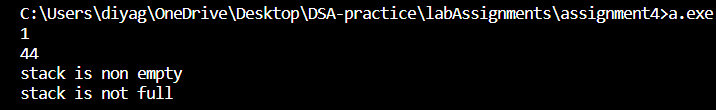 C:\Users\diyag\OneDrive\Desktop\DSA-practice\labAssignments\assignment4>a.exe
1
44
stack is non empty
stack is not full